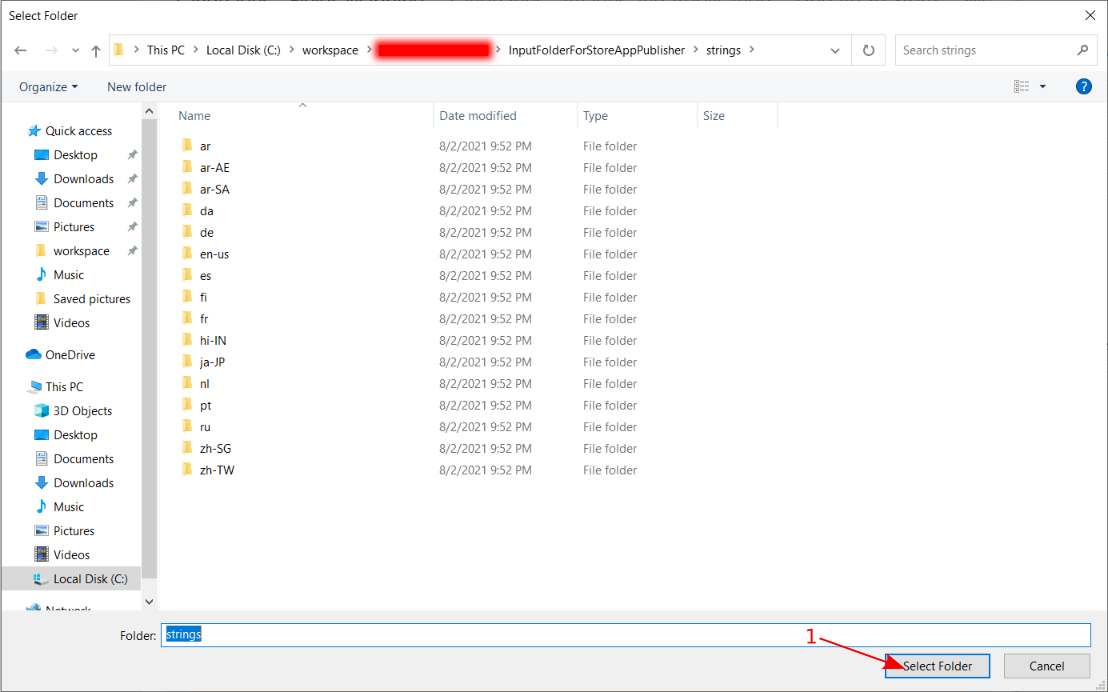 Select Folder
This PC > Local Disk (C:) > workspace > > InputFolderForStoreAppPublisher > strings >
Search strings
Organize
New folder
?
Name
Date modified
Type
Size
Quick access
Desktop
Downloads
Documents
Pictures
workspace
Music
Saved pictures
Videos
OneDrive
This PC
3D Objects
Desktop
Documents
Downloads
Music
Pictures
Videos
Local Disk (C:)
Network
ar 8/2/2021 9:52 PM File folder
ar-AE 8/2/2021 9:52 PM File folder
ar-SA 8/2/2021 9:52 PM File folder
da 8/2/2021 9:52 PM File folder
de 8/2/2021 9:52 PM File folder
en-us 8/2/2021 9:52 PM File folder
es 8/2/2021 9:52 PM File folder
fi 8/2/2021 9:52 PM File folder
fr 8/2/2021 9:52 PM File folder
hi-IN 8/2/2021 9:52 PM File folder
ja-JP 8/2/2021 9:52 PM File folder
nl 8/2/2021 9:52 PM File folder
pt 8/2/2021 9:52 PM File folder
ru 8/2/2021 9:52 PM File folder
zh-SG 8/2/2021 9:52 PM File folder
zh-TW 8/2/2021 9:52 PM File folder
Folder: strings
1
Select Folder
Cancel